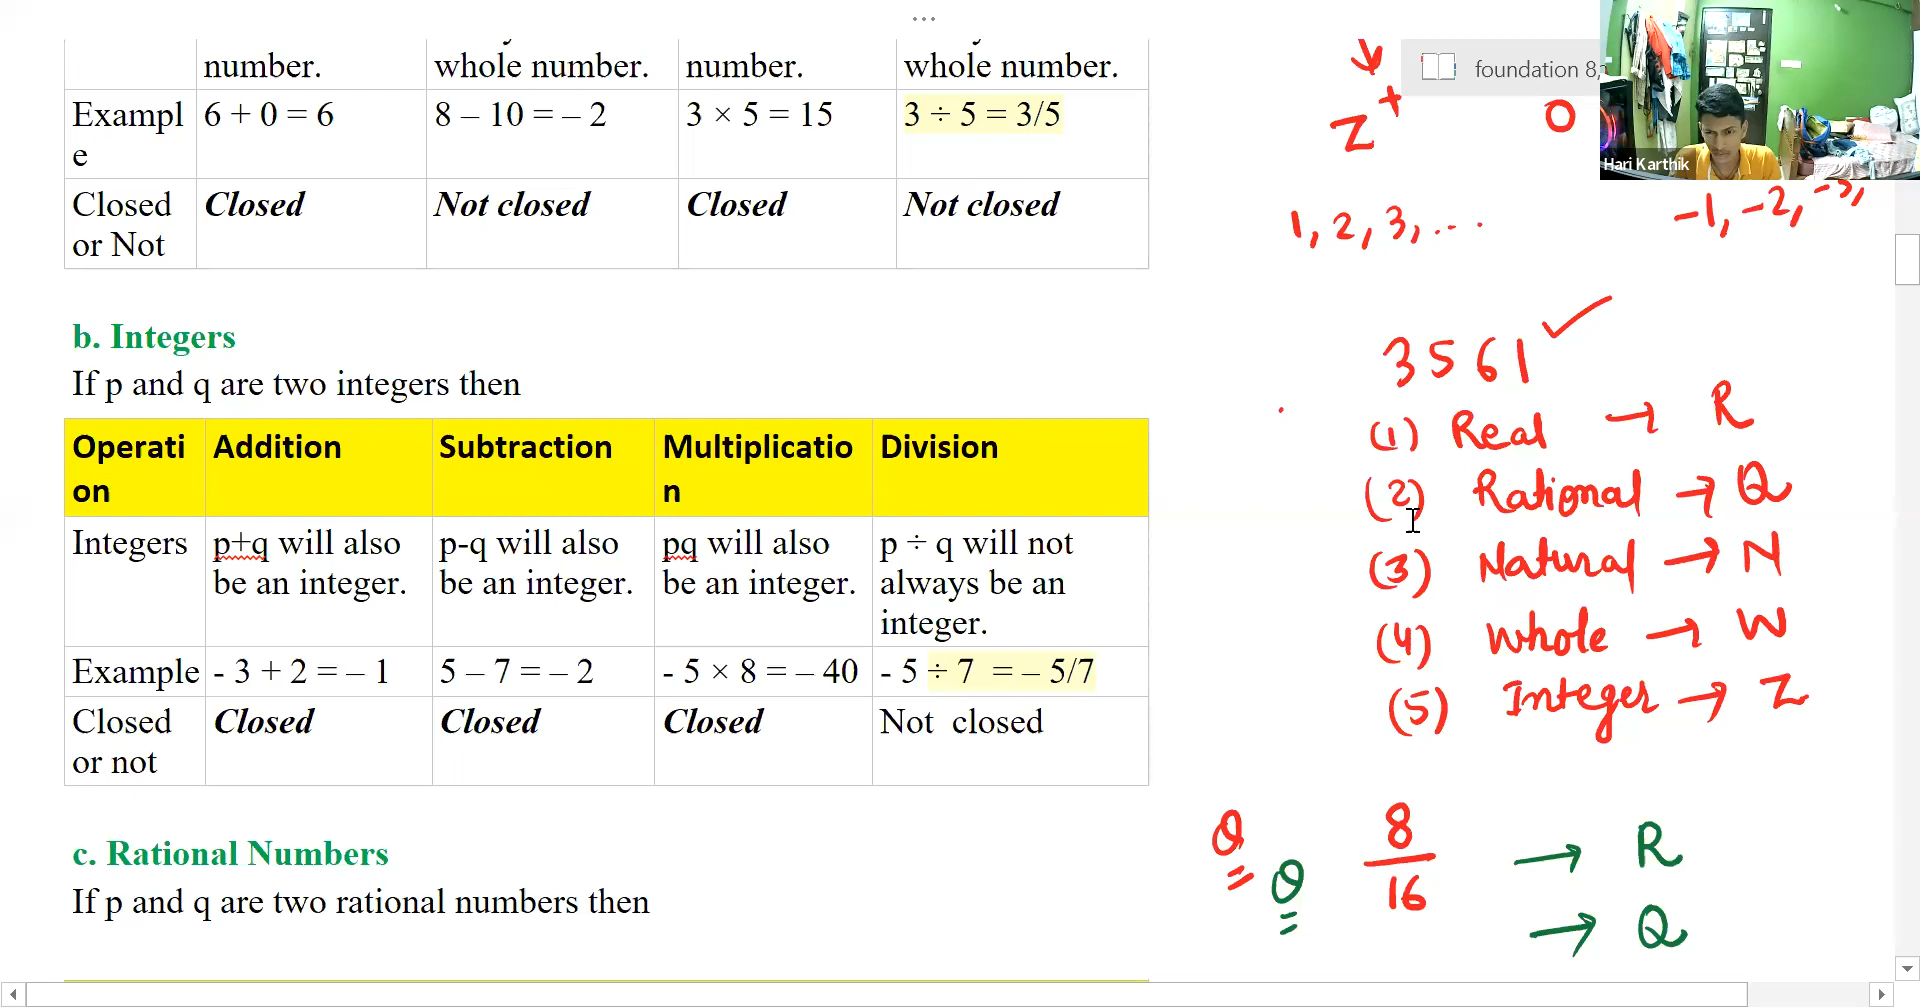 number. whole number. number. whole number.
Exampl 6 + 0 = 6 8 – 10 = – 2 3 × 5 = 15 3 ÷ 5 = 3/5
e
Closed Closed Not closed Closed Not closed
or Not
b. Integers
If p and q are two integers then
Operati Addition Subtraction Multiplicatio Division
on n
Integers p+q will also p-q will also pq will also p ÷ q will not
be an integer. be an integer. be an integer. always be an
integer.
Example - 3 + 2 = – 1 5 – 7 = – 2 - 5 × 8 = – 40 - 5 ÷ 7 = – 5/7
Closed Closed Closed Closed Not closed
or not
c. Rational Numbers
If p and q are two rational numbers then
foundation 8
Hari Karthik
Z+ 0
1, 2, 3, ...
-1, -2, -3,
3561 ✓
(1) Real → R
(2) Rational → Q
(3) Natural → N
(4) Whole → W
(5) Integer → Z
Q
Q
8
16
→ R
→ Q